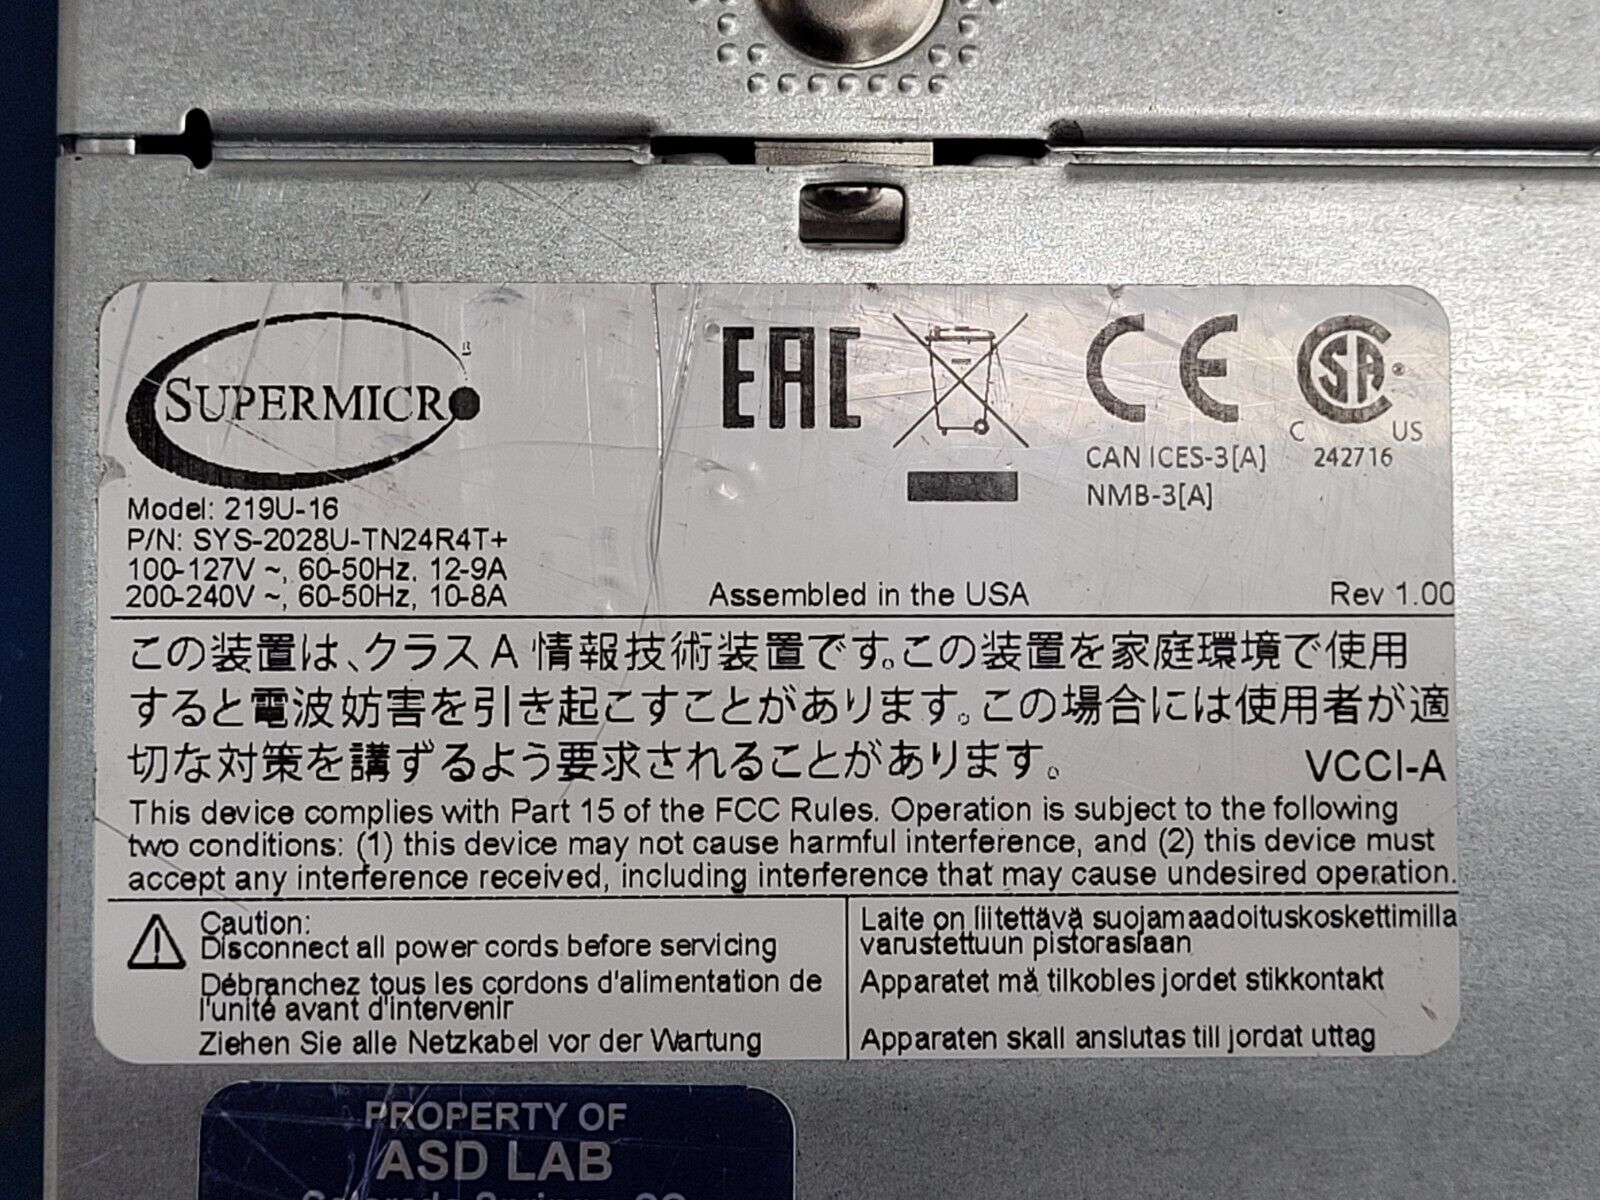 SUPERMICRO
EAC
CE
CSA
C US
CAN ICES-3[A] 242716
NMB-3[A]
Model: 219U-16
P/N: SYS-2028U-TN24R4T+
100-127V ~, 60-50Hz, 12-9A
200-240V ~, 60-50Hz, 10-8A
Assembled in the USA
Rev 1.00
この装置は、クラスA情報技術装置です。この装置を家庭環境で使用
すると電波妨害を引き起こすことがあります。この場合には使用者が適
切な対策を講ずるよう要求されることがあります。 VCCI-A
This device complies with Part 15 of the FCC Rules. Operation is subject to the following
two conditions: (1) this device may not cause harmful interference, and (2) this device must
accept any interference received, including interference that may cause undesired operation.
Caution:
Disconnect all power cords before servicing
Débranchez tous les cordons d'alimentation de
l'unité avant d'intervenir
Ziehen Sie alle Netzkabel vor der Wartung
Laite on liitettävä suojamaadoituskoskettimilla
varustettuun pistorasiaan
Apparatet må tilkobles jordet stikkontakt
Apparaten skall anslutas till jordat uttag
PROPERTY OF
ASD LAB